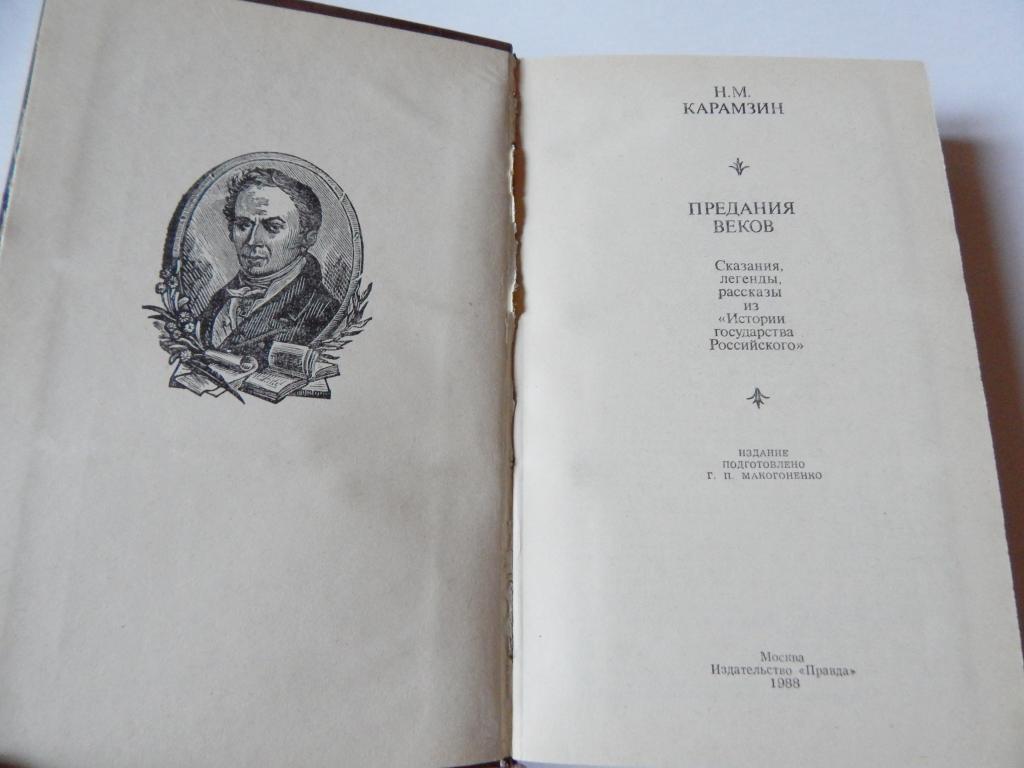 Н.М.
КАРАМЗИН
ПРЕДАНИЯ
ВЕКОВ
Сказания,
легенды,
рассказы
из
«Истории
государства
Российского»
ИЗДАНИЕ
ПОДГОТОВЛЕНО
Г. П. МАКОГОНЕНКО
Москва
Издательство «Правда»
1988